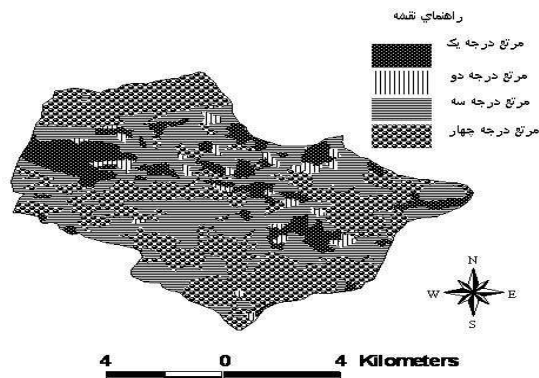 راهنماي نقشه
مرتع درجه يک
مرتع درجه دو
مرتع درجه سه
مرتع درجه چهار
N
W E
S
4 0 4 Kilometers